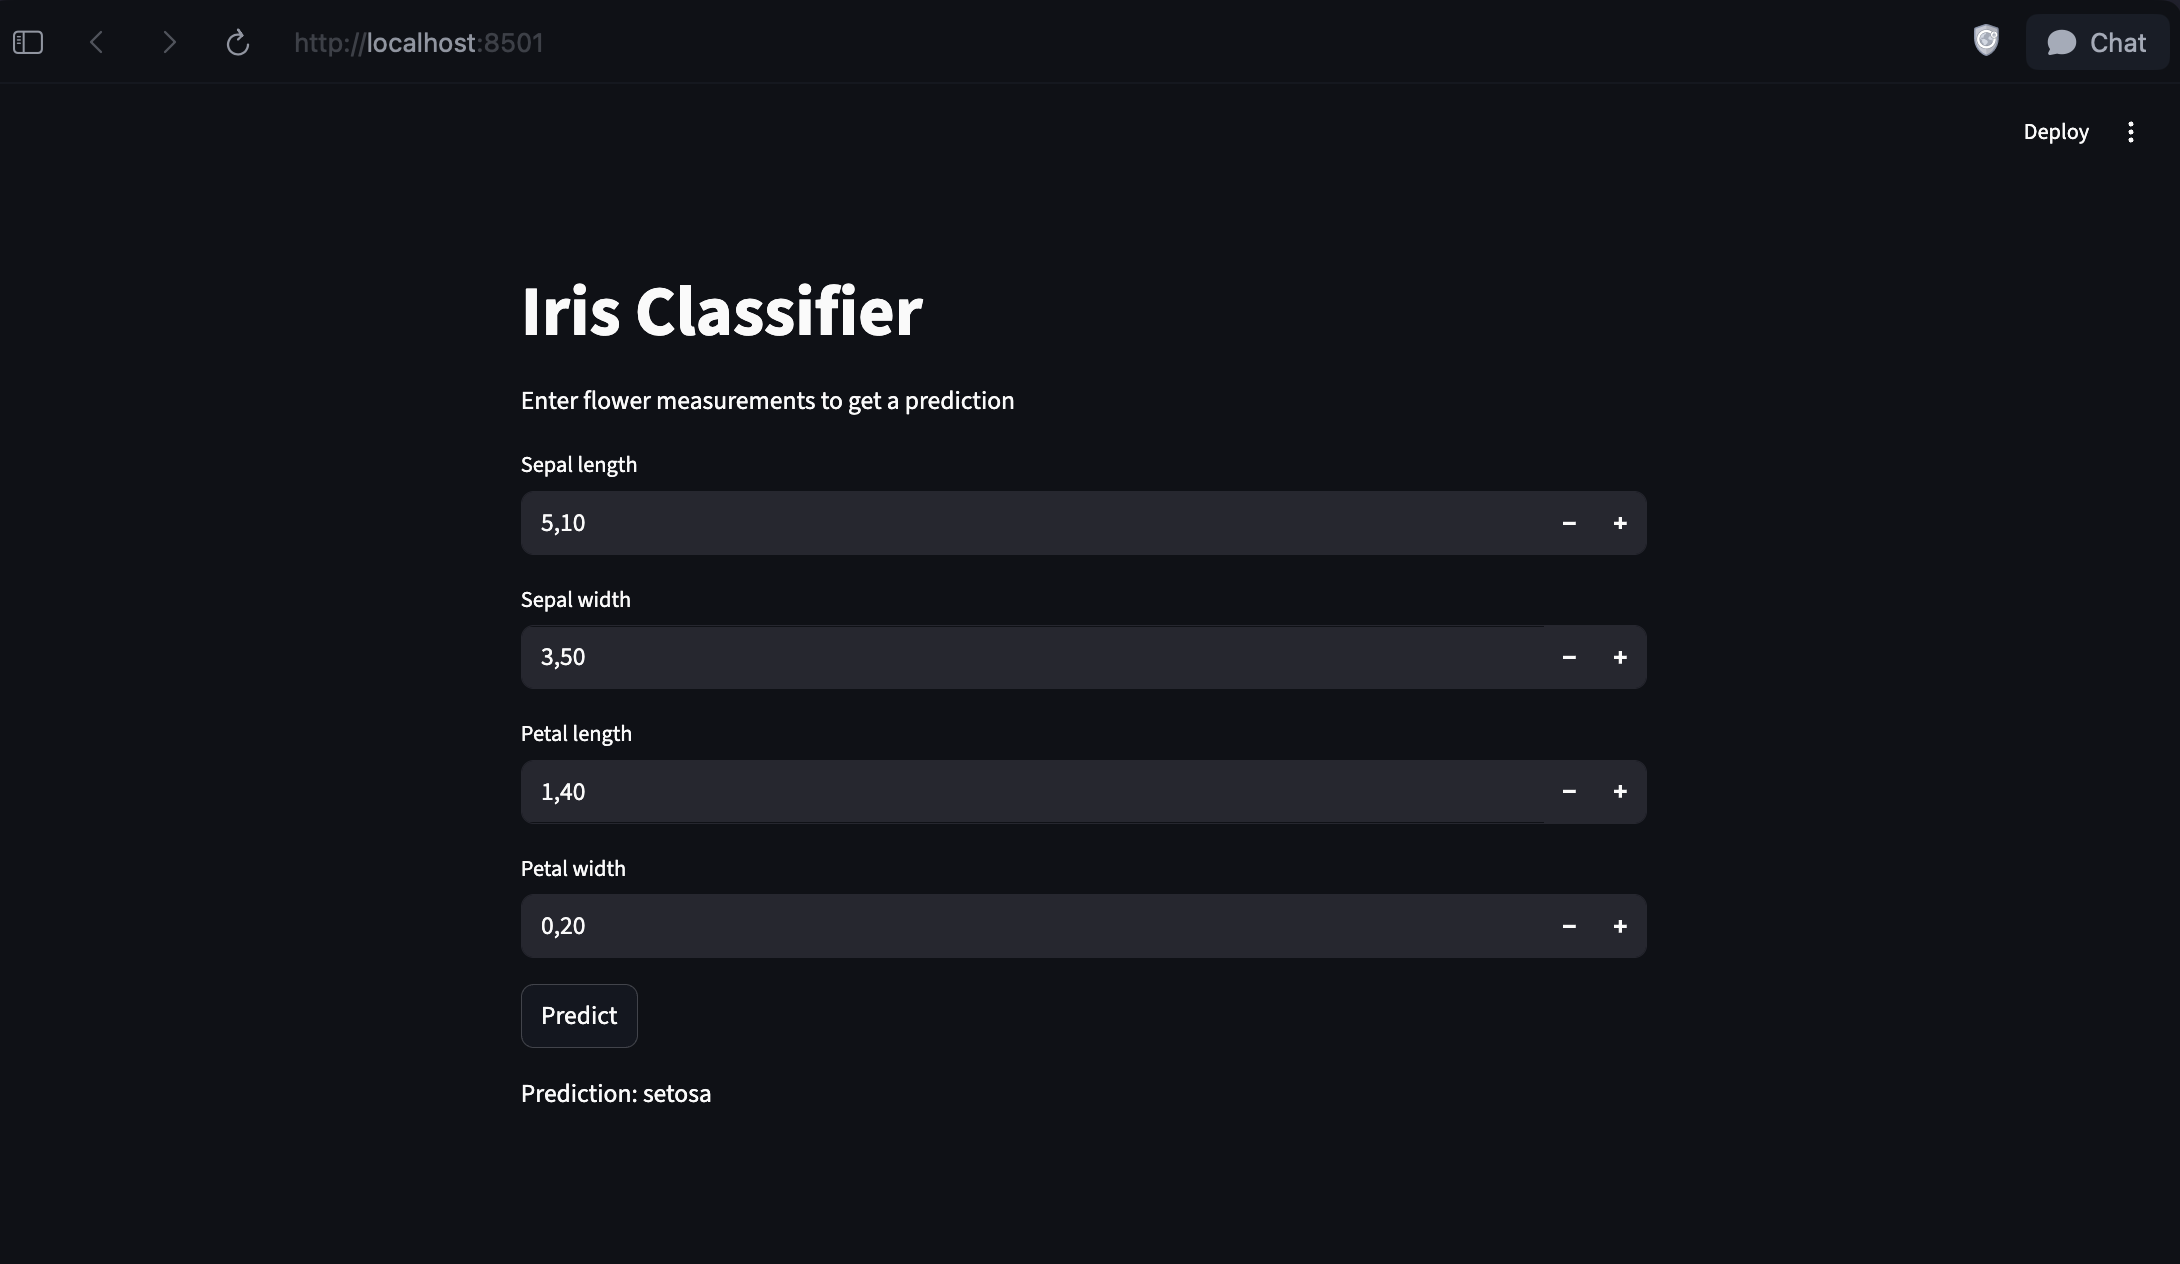 http://localhost:8501
Chat
Deploy
Iris Classifier
Enter flower measurements to get a prediction
Sepal length
5,10
Sepal width
3,50
Petal length
1,40
Petal width
0,20
Predict
Prediction: setosa